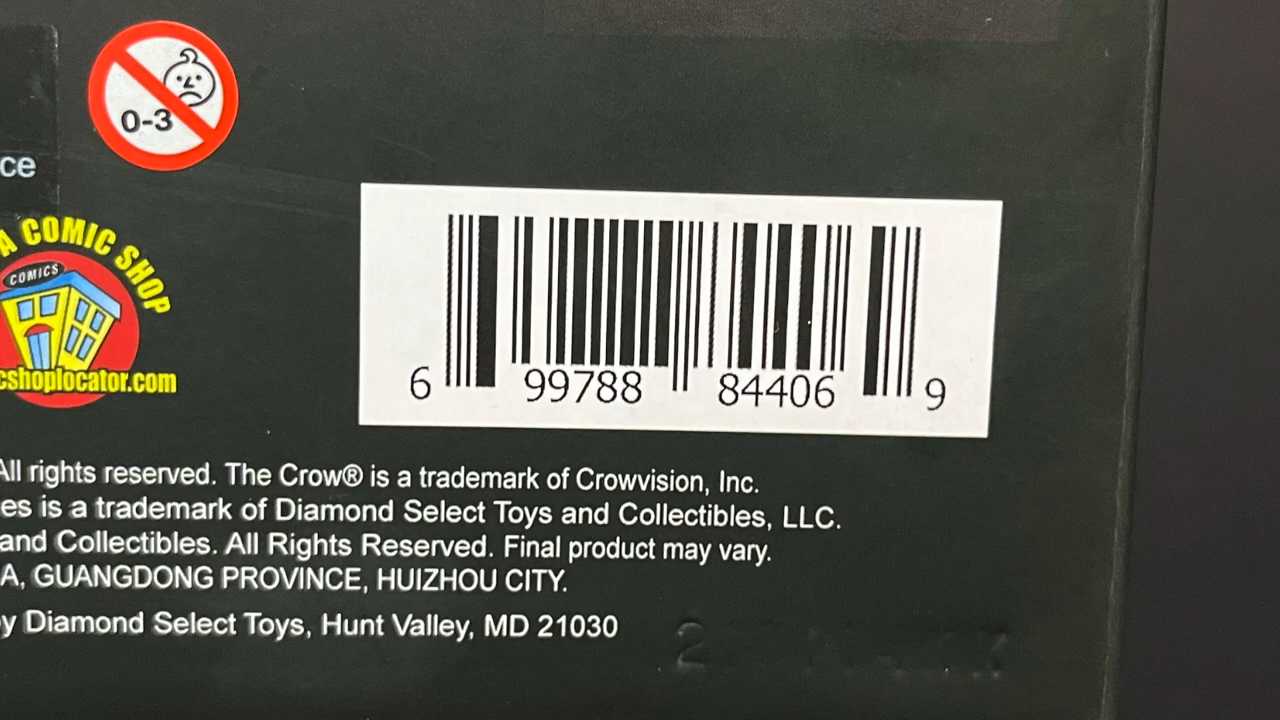 0-3
ce
A COMIC SHOP
COMICS
cshoplocator.com
6 99788 84406 9
All rights reserved. The Crow® is a trademark of Crowvision, Inc.
es is a trademark of Diamond Select Toys and Collectibles, LLC.
and Collectibles. All Rights Reserved. Final product may vary.
A, GUANGDONG PROVINCE, HUIZHOU CITY.
y Diamond Select Toys, Hunt Valley, MD 21030